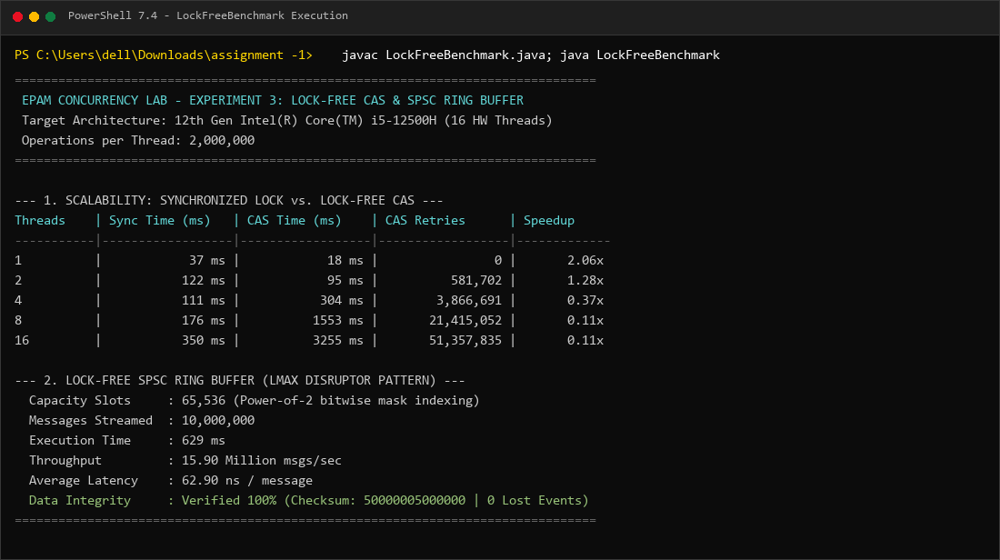 PowerShell 7.4 - LockFreeBenchmark Execution
PS C:\Users\dell\Downloads\assignment -1>    javac LockFreeBenchmark.java; java LockFreeBenchmark
================================================================================
EPAM CONCURRENCY LAB - EXPERIMENT 3: LOCK-FREE CAS & SPSC RING BUFFER
Target Architecture: 12th Gen Intel(R) Core(TM) i5-12500H (16 HW Threads)
Operations per Thread: 2,000,000
================================================================================
--- 1. SCALABILITY: SYNCHRONIZED LOCK vs. LOCK-FREE CAS ---
Threads    | Sync Time (ms)   | CAS Time (ms)    | CAS Retries      | Speedup
-----------|------------------|------------------|------------------|-------------
1          |            37 ms |            18 ms |                0 |       2.06x
2          |           122 ms |            95 ms |          581,702 |       1.28x
4          |           111 ms |           304 ms |        3,866,691 |       0.37x
8          |           176 ms |          1553 ms |       21,415,052 |       0.11x
16         |           350 ms |          3255 ms |       51,357,835 |       0.11x
--- 2. LOCK-FREE SPSC RING BUFFER (LMAX DISRUPTOR PATTERN) ---
Capacity Slots     : 65,536 (Power-of-2 bitwise mask indexing)
Messages Streamed  : 10,000,000
Execution Time     : 629 ms
Throughput         : 15.90 Million msgs/sec
Average Latency    : 62.90 ns / message
Data Integrity     : Verified 100% (Checksum: 50000005000000 | 0 Lost Events)
================================================================================